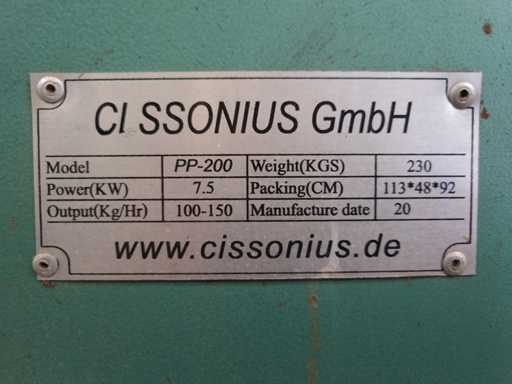 CI SSONIUS GmbH
Model PP-200 Weight(KGS) 230
Power(KW) 7.5 Packing(CM) 113*48*92
Output(Kg/Hr) 100-150 Manufacture date 20
www.cissonius.de